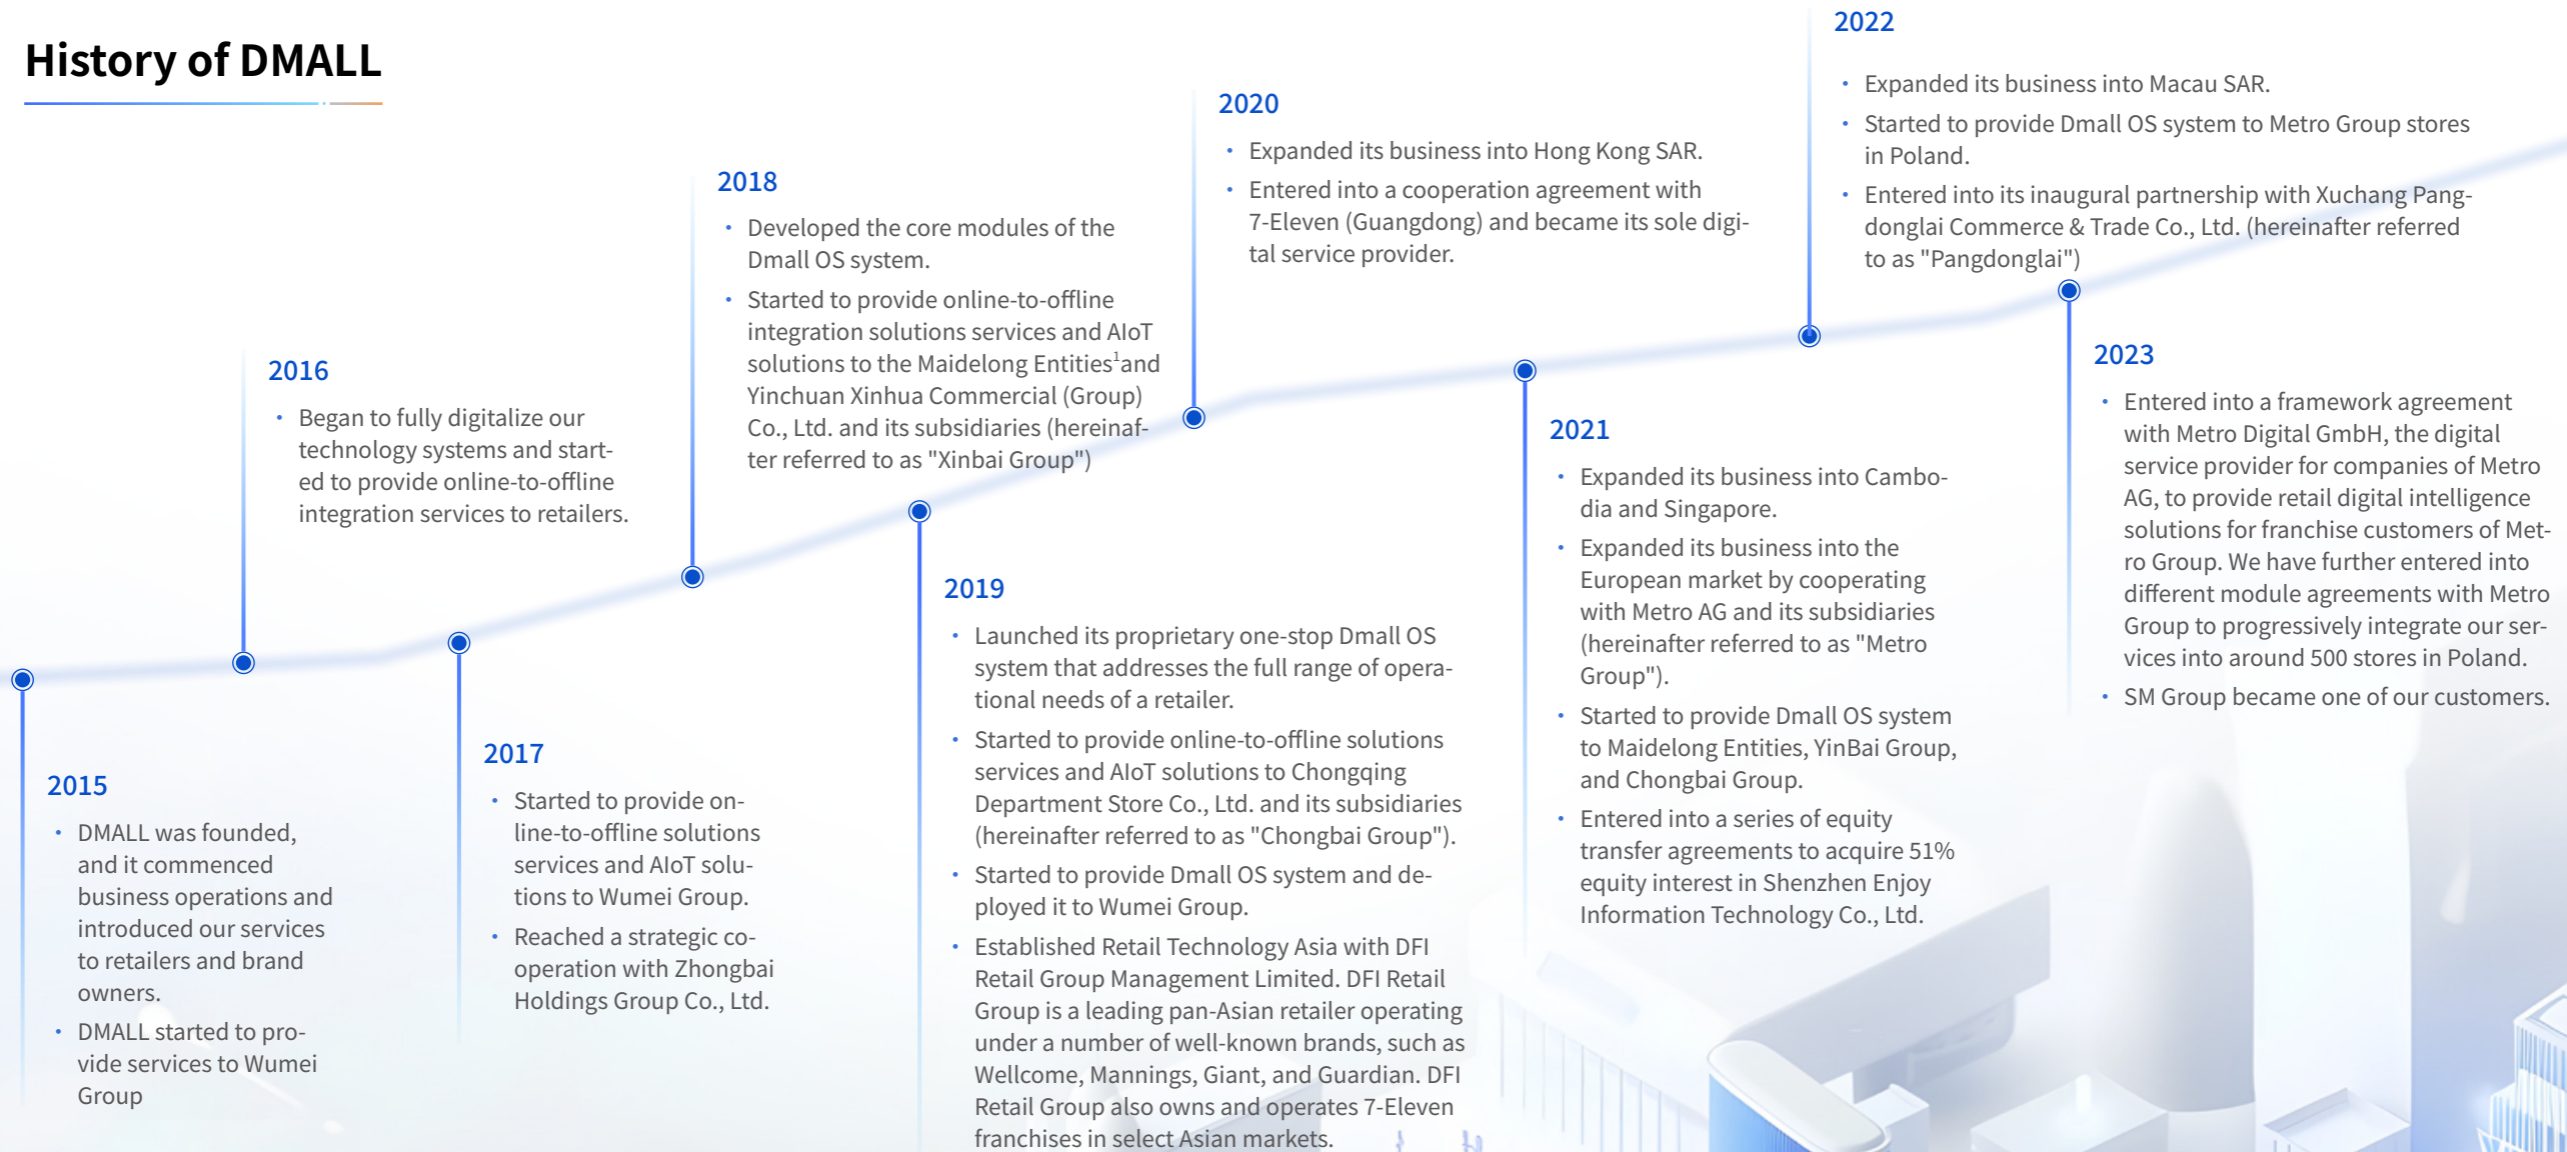 History of DMALL
2015
• DMALL was founded,
and it commenced
business operations and
introduced our services
to retailers and brand
owners.
• DMALL started to pro-
vide services to Wumei
Group
2016
• Began to fully digitalize our
technology systems and start-
ed to provide online-to-offline
integration services to retailers.
2017
• Started to provide on-
line-to-offline solutions
services and AIoT solu-
tions to Wumei Group.
• Reached a strategic co-
operation with Zhongbai
Holdings Group Co., Ltd.
2018
• Developed the core modules of the
Dmall OS system.
• Started to provide online-to-offline
integration solutions services and AIoT
solutions to the Maidelong Entities¹and
Yinchuan Xinhua Commercial (Group)
Co., Ltd. and its subsidiaries (hereinaf-
ter referred to as "Xinbai Group")
2019
• Launched its proprietary one-stop Dmall OS
system that addresses the full range of opera-
tional needs of a retailer.
• Started to provide online-to-offline solutions
services and AIoT solutions to Chongqing
Department Store Co., Ltd. and its subsidiaries
(hereinafter referred to as "Chongbai Group").
• Started to provide Dmall OS system and de-
ployed it to Wumei Group.
• Established Retail Technology Asia with DFI
Retail Group Management Limited. DFI Retail
Group is a leading pan-Asian retailer operating
under a number of well-known brands, such as
Wellcome, Mannings, Giant, and Guardian. DFI
Retail Group also owns and operates 7-Eleven
franchises in select Asian markets.
2020
• Expanded its business into Hong Kong SAR.
• Entered into a cooperation agreement with
7-Eleven (Guangdong) and became its sole digi-
tal service provider.
2021
• Expanded its business into Cambo-
dia and Singapore.
• Expanded its business into the
European market by cooperating
with Metro AG and its subsidiaries
(hereinafter referred to as "Metro
Group").
• Started to provide Dmall OS system
to Maidelong Entities, YinBai Group,
and Chongbai Group.
• Entered into a series of equity
transfer agreements to acquire 51%
equity interest in Shenzhen Enjoy
Information Technology Co., Ltd.
2022
• Expanded its business into Macau SAR.
• Started to provide Dmall OS system to Metro Group stores
in Poland.
• Entered into its inaugural partnership with Xuchang Pang-
donglai Commerce & Trade Co., Ltd. (hereinafter referred
to as "Pangdonglai")
2023
• Entered into a framework agreement
with Metro Digital GmbH, the digital
service provider for companies of Metro
AG, to provide retail digital intelligence
solutions for franchise customers of Met-
ro Group. We have further entered into
different module agreements with Metro
Group to progressively integrate our ser-
vices into around 500 stores in Poland.
• SM Group became one of our customers.